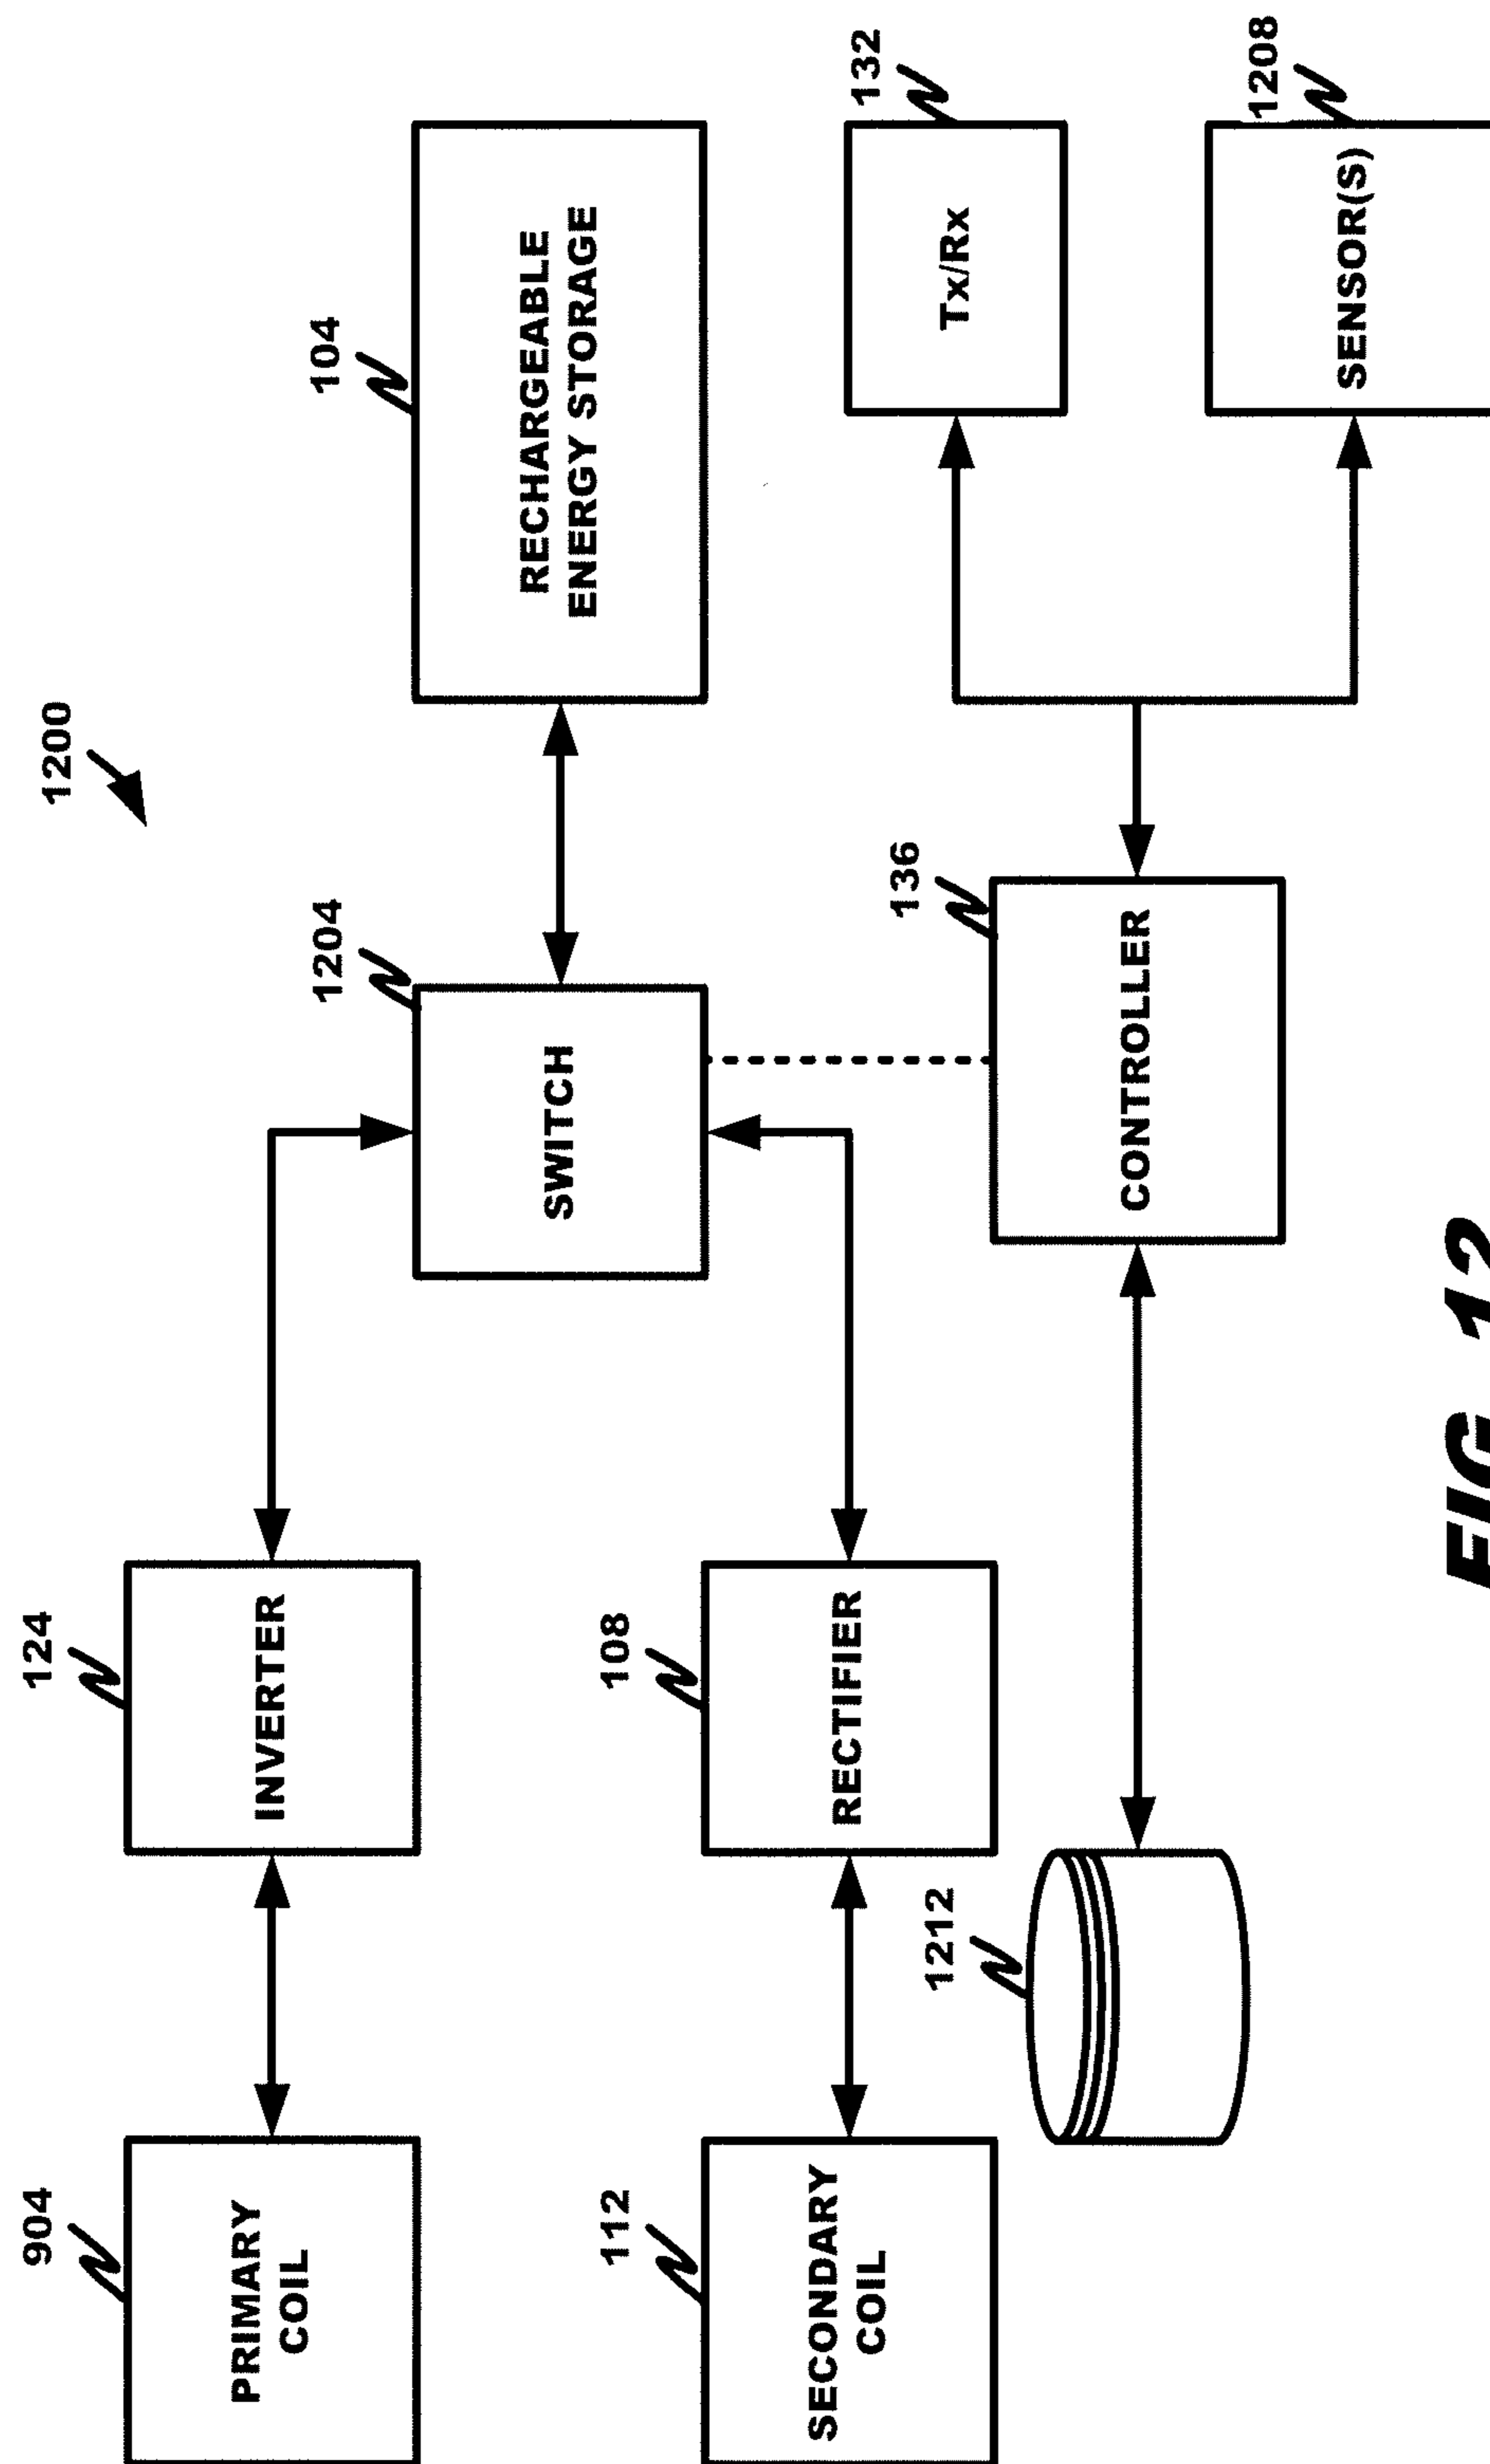 1200
904
PRIMARY
COIL
124
INVERTER
1204
SWITCH
104
RECHARGEABLE
ENERGY STORAGE
112
SECONDARY
COIL
108
RECTIFIER
136
CONTROLLER
132
Tx/Rx
1212
1208
SENSOR(S)
FIG. 12